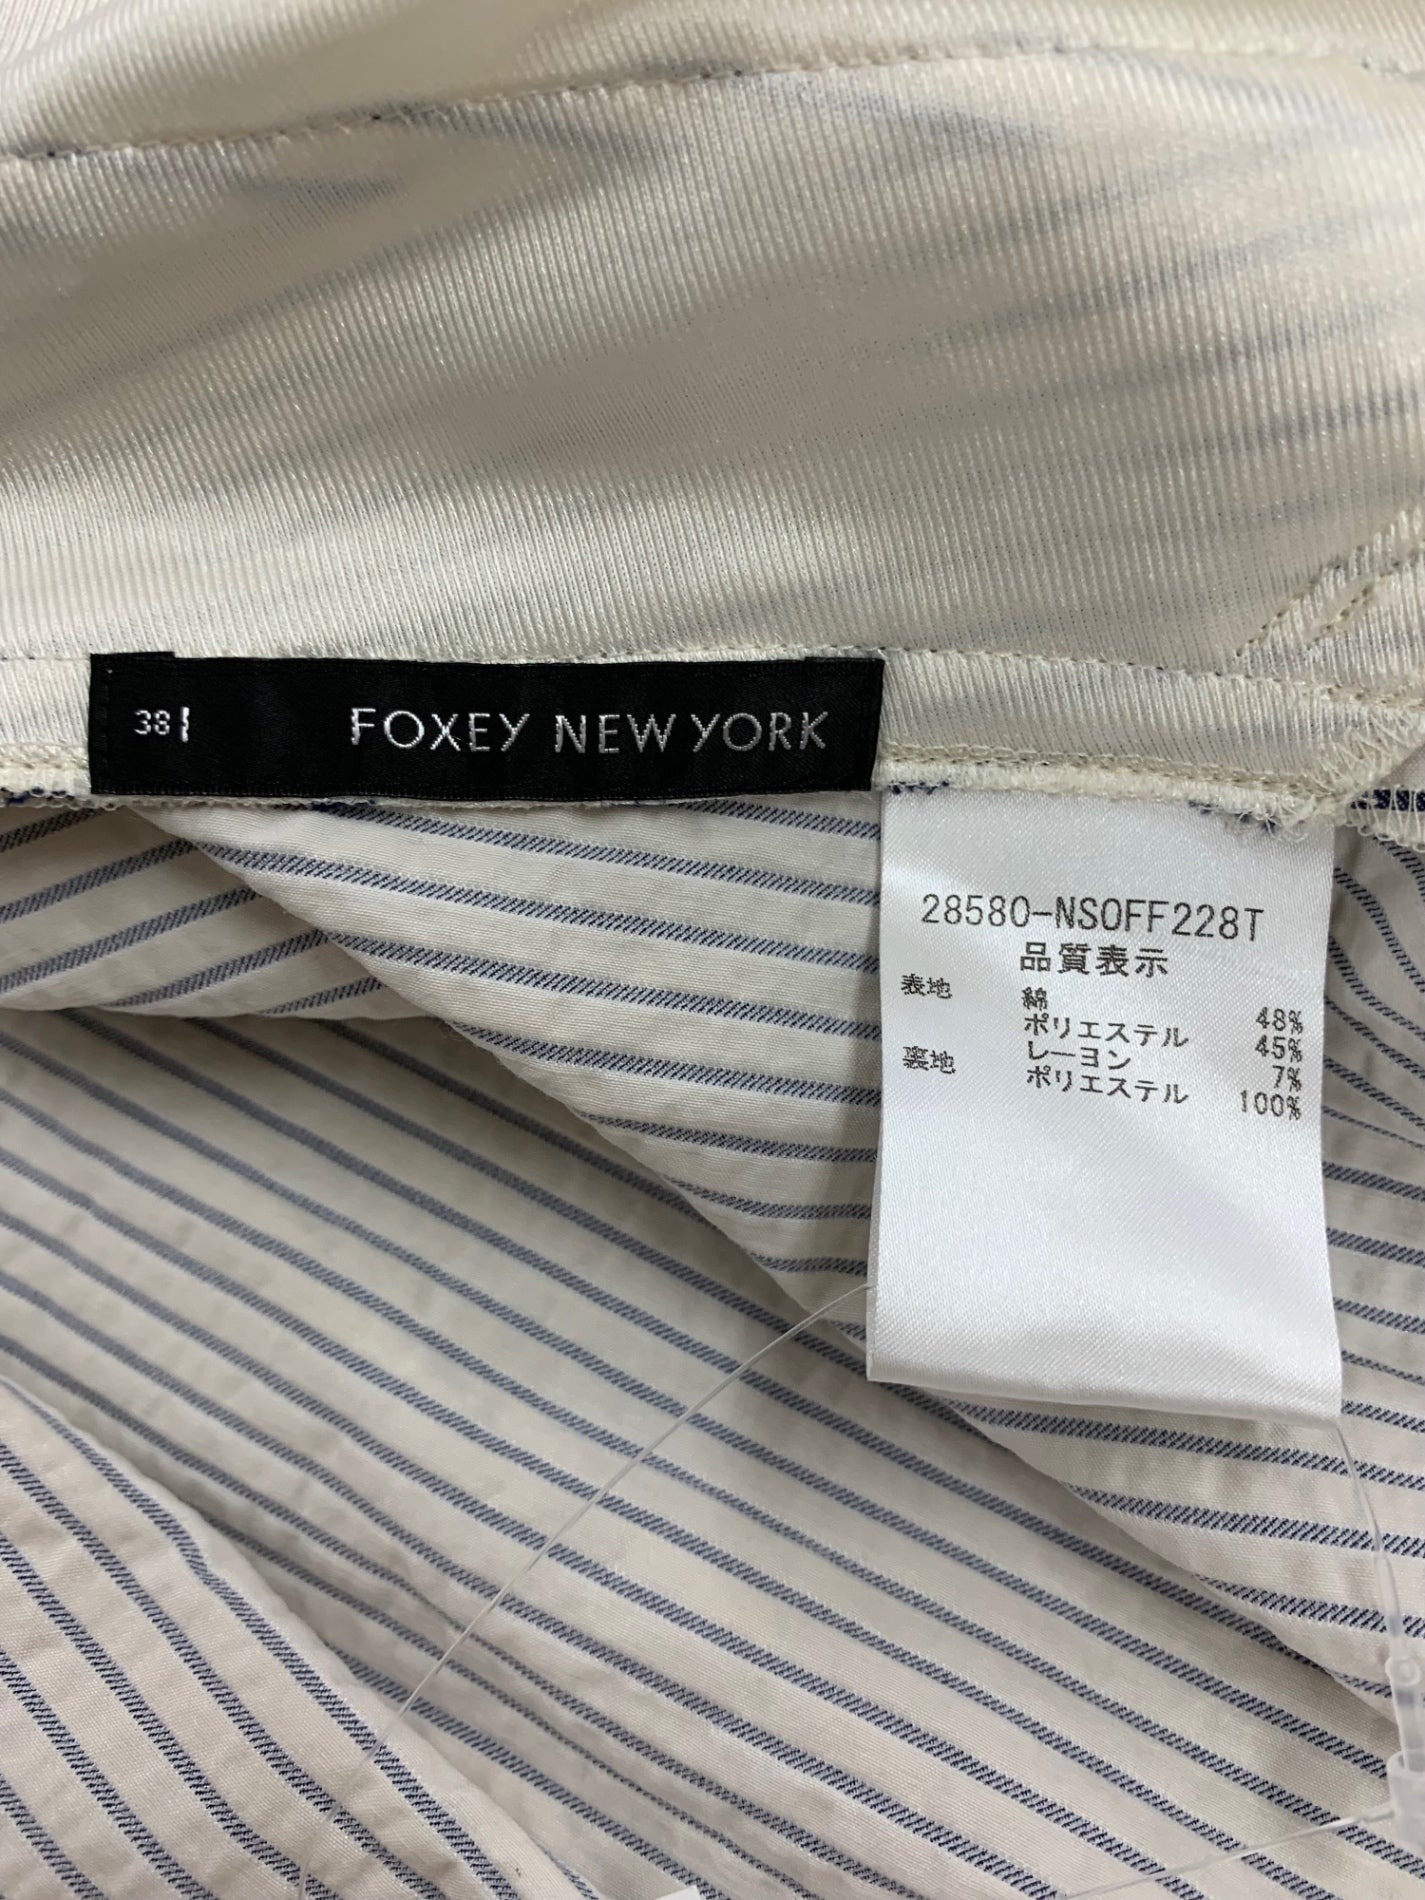 38
FOXEY NEW YORK
28580-NSOFF228T
品質表示
表地 綿 48%
ポリエステル 45%
レーヨン 7%
裏地 ポリエステル 100%